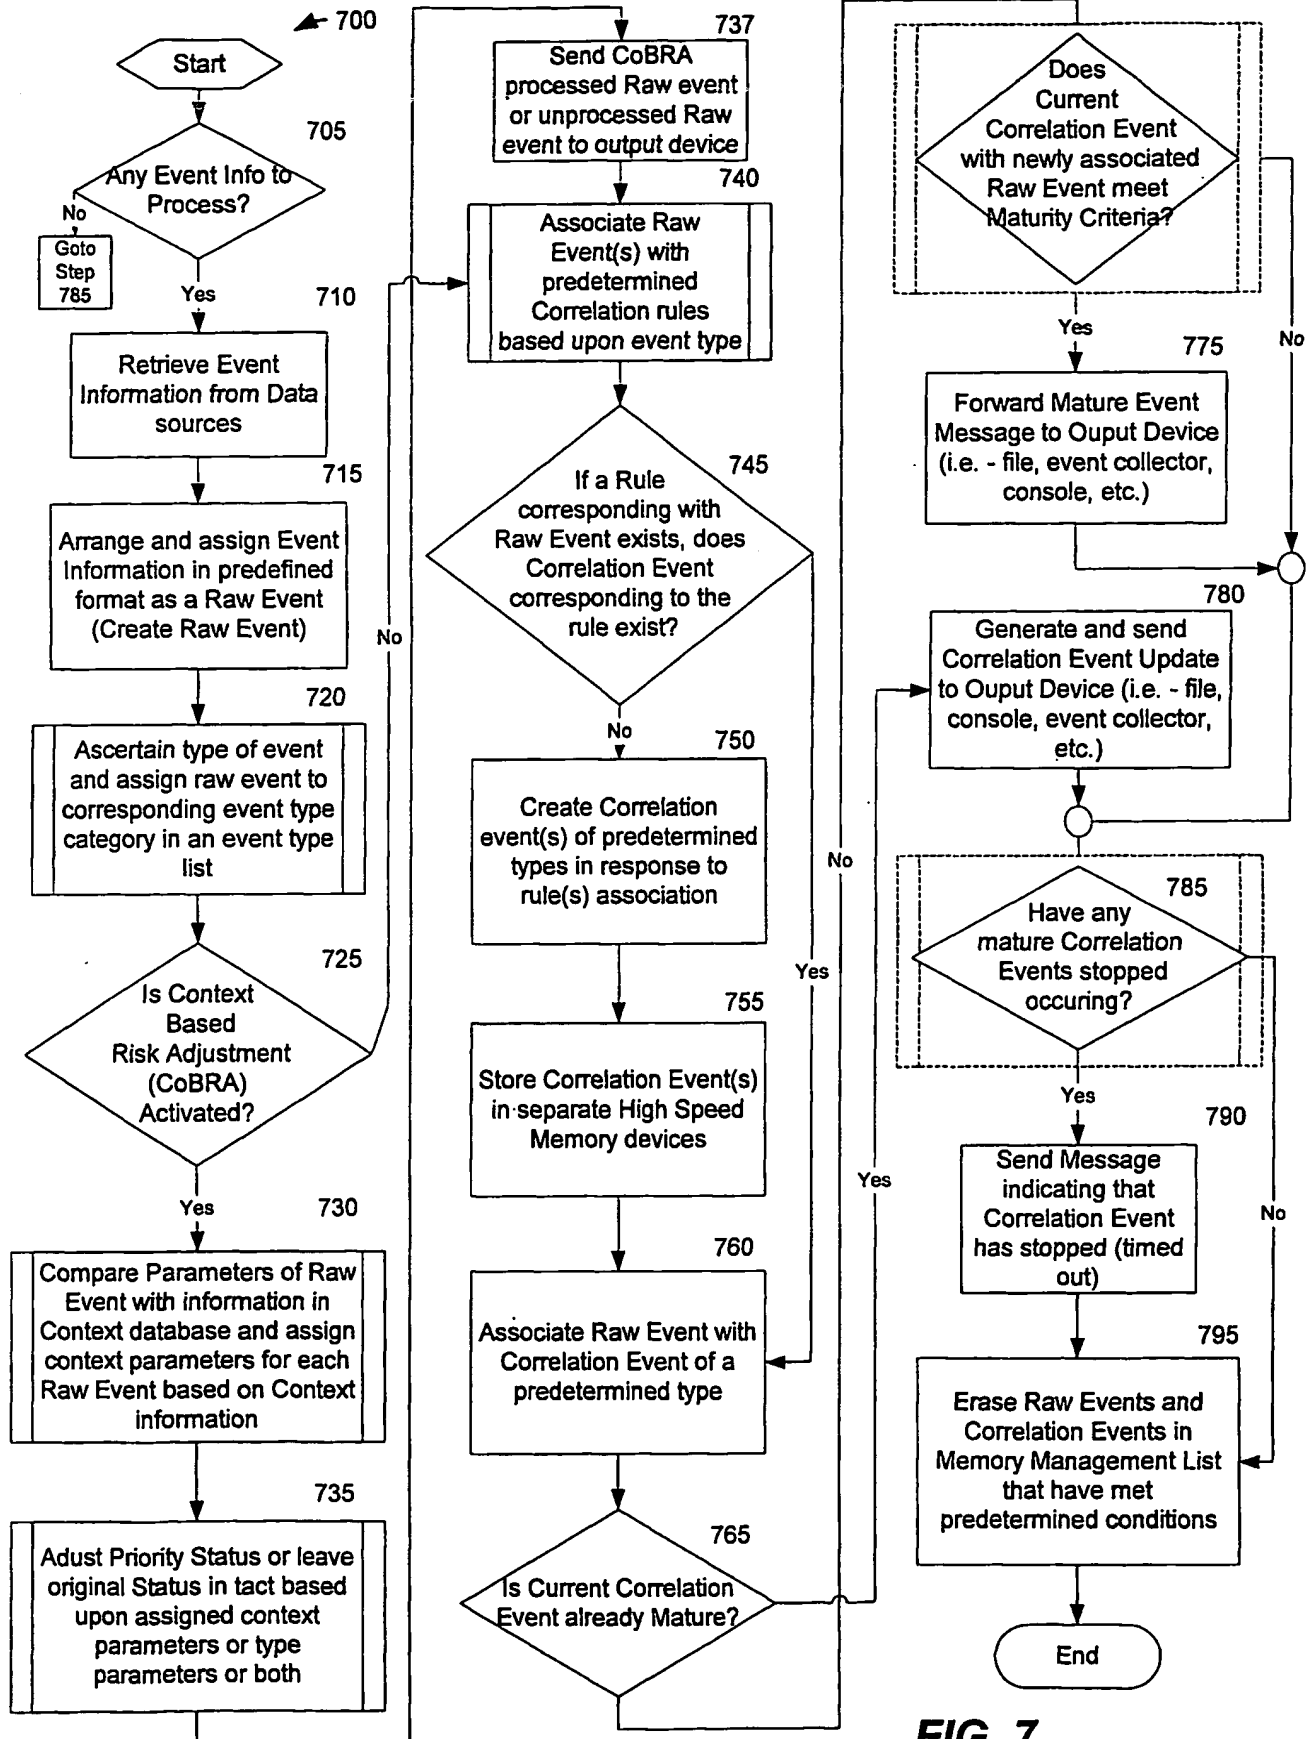 700
Start
705
Any Event Info to
Process?
No
Goto
Step
785
Yes
710
Retrieve Event
Information from Data
sources
715
Arrange and assign Event
Information in predefined
format as a Raw Event
(Create Raw Event)
720
Ascertain type of event
and assign raw event to
corresponding event type
category in an event type
list
725
Is Context
Based
Risk Adjustment
(CoBRA)
Activated?
No
Yes
730
Compare Parameters of Raw
Event with information in
Context database and assign
context parameters for each
Raw Event based on Context
information
735
Adust Priority Status or leave
original Status in tact based
upon assigned context
parameters or type
parameters or both
737
Send CoBRA
processed Raw event
or unprocessed Raw
event to output device
740
Associate Raw
Event(s) with
predetermined
Correlation rules
based upon event type
745
If a Rule
corresponding with
Raw Event exists, does
Correlation Event
corresponding to the
rule exist?
No
Yes
750
Create Correlation
event(s) of predetermined
types in response to
rule(s) association
755
Store Correlation Event(s)
in separate High Speed
Memory devices
760
Associate Raw Event with
Correlation Event of a
predetermined type
765
Is Current Correlation
Event already Mature?
No
Yes
Does
Current
Correlation Event
with newly associated
Raw Event meet
Maturity Criteria?
Yes
No
775
Forward Mature Event
Message to Ouput Device
(i.e. - file, event collector,
console, etc.)
780
Generate and send
Correlation Event Update
to Ouput Device (i.e. - file,
console, event collector,
etc.)
785
Have any
mature Correlation
Events stopped
occuring?
Yes
No
790
Send Message
indicating that
Correlation Event
has stopped (timed
out)
795
Erase Raw Events and
Correlation Events in
Memory Management List
that have met
predetermined conditions
End
FIG. 7